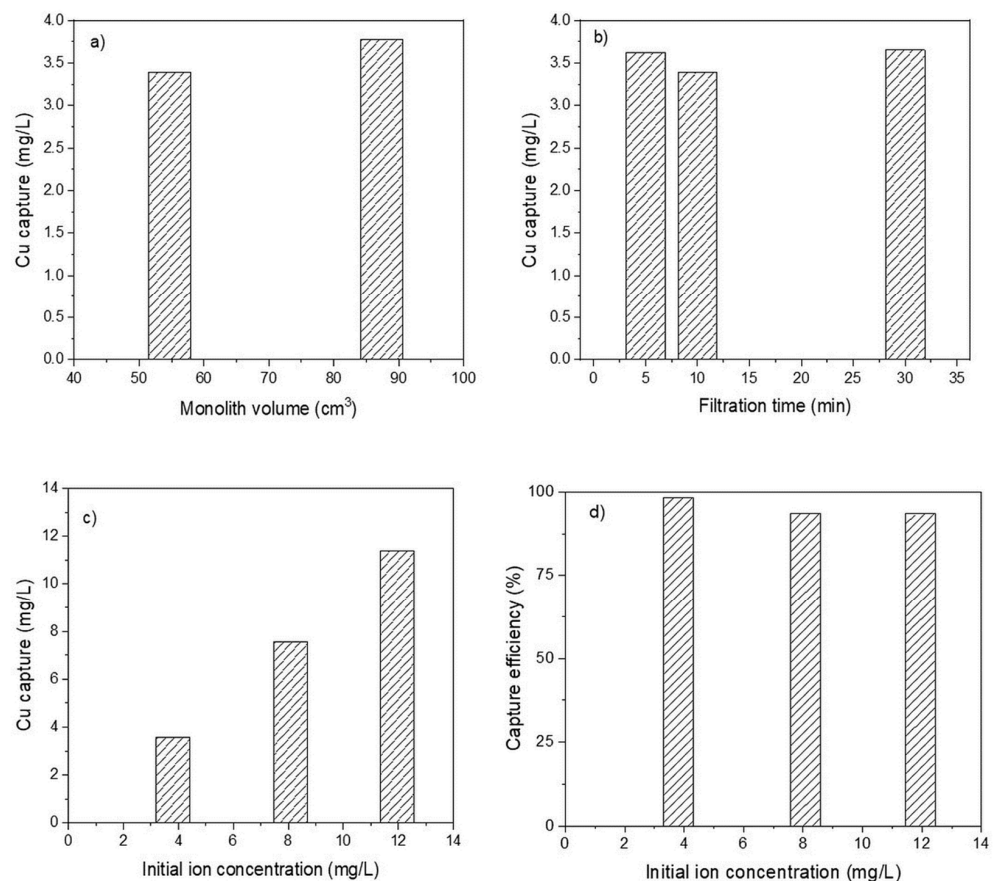 a)
Cu capture (mg/L)
4.0
3.5
3.0
2.5
2.0
1.5
1.0
0.5
0.0
40 50 60 70 80 90 100
Monolith volume (cm³)
b)
Cu capture (mg/L)
4.0
3.5
3.0
2.5
2.0
1.5
1.0
0.5
0.0
0 5 10 15 20 25 30 35
Filtration time (min)
c)
Cu capture (mg/L)
14
12
10
8
6
4
2
0
0 2 4 6 8 10 12 14
Initial ion concentration (mg/L)
d)
Capture efficiency (%)
100
75
50
25
0
0 2 4 6 8 10 12 14
Initial ion concentration (mg/L)